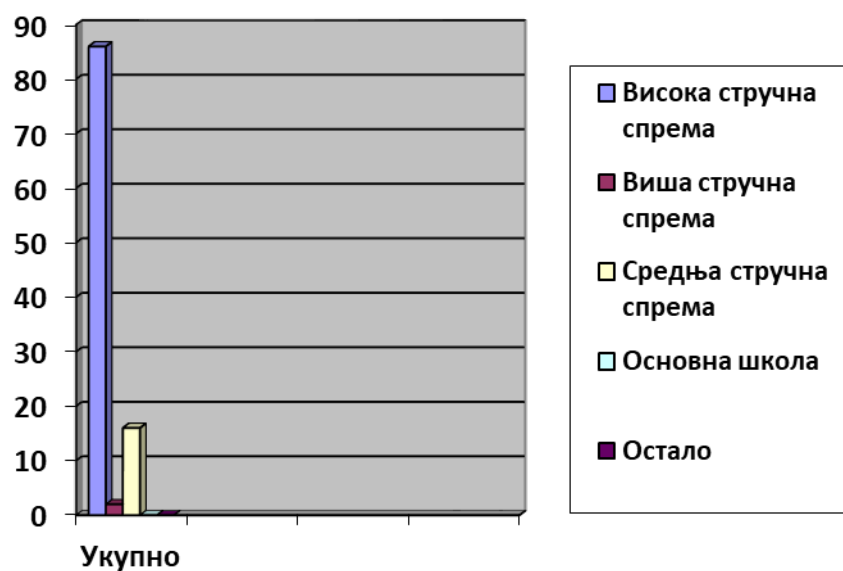 90
80
70
60
50
40
30
20
10
0
Укупно
Висока стручна
спрема
Виша стручна
спрема
Средња стручна
спрема
Основна школа
Остало